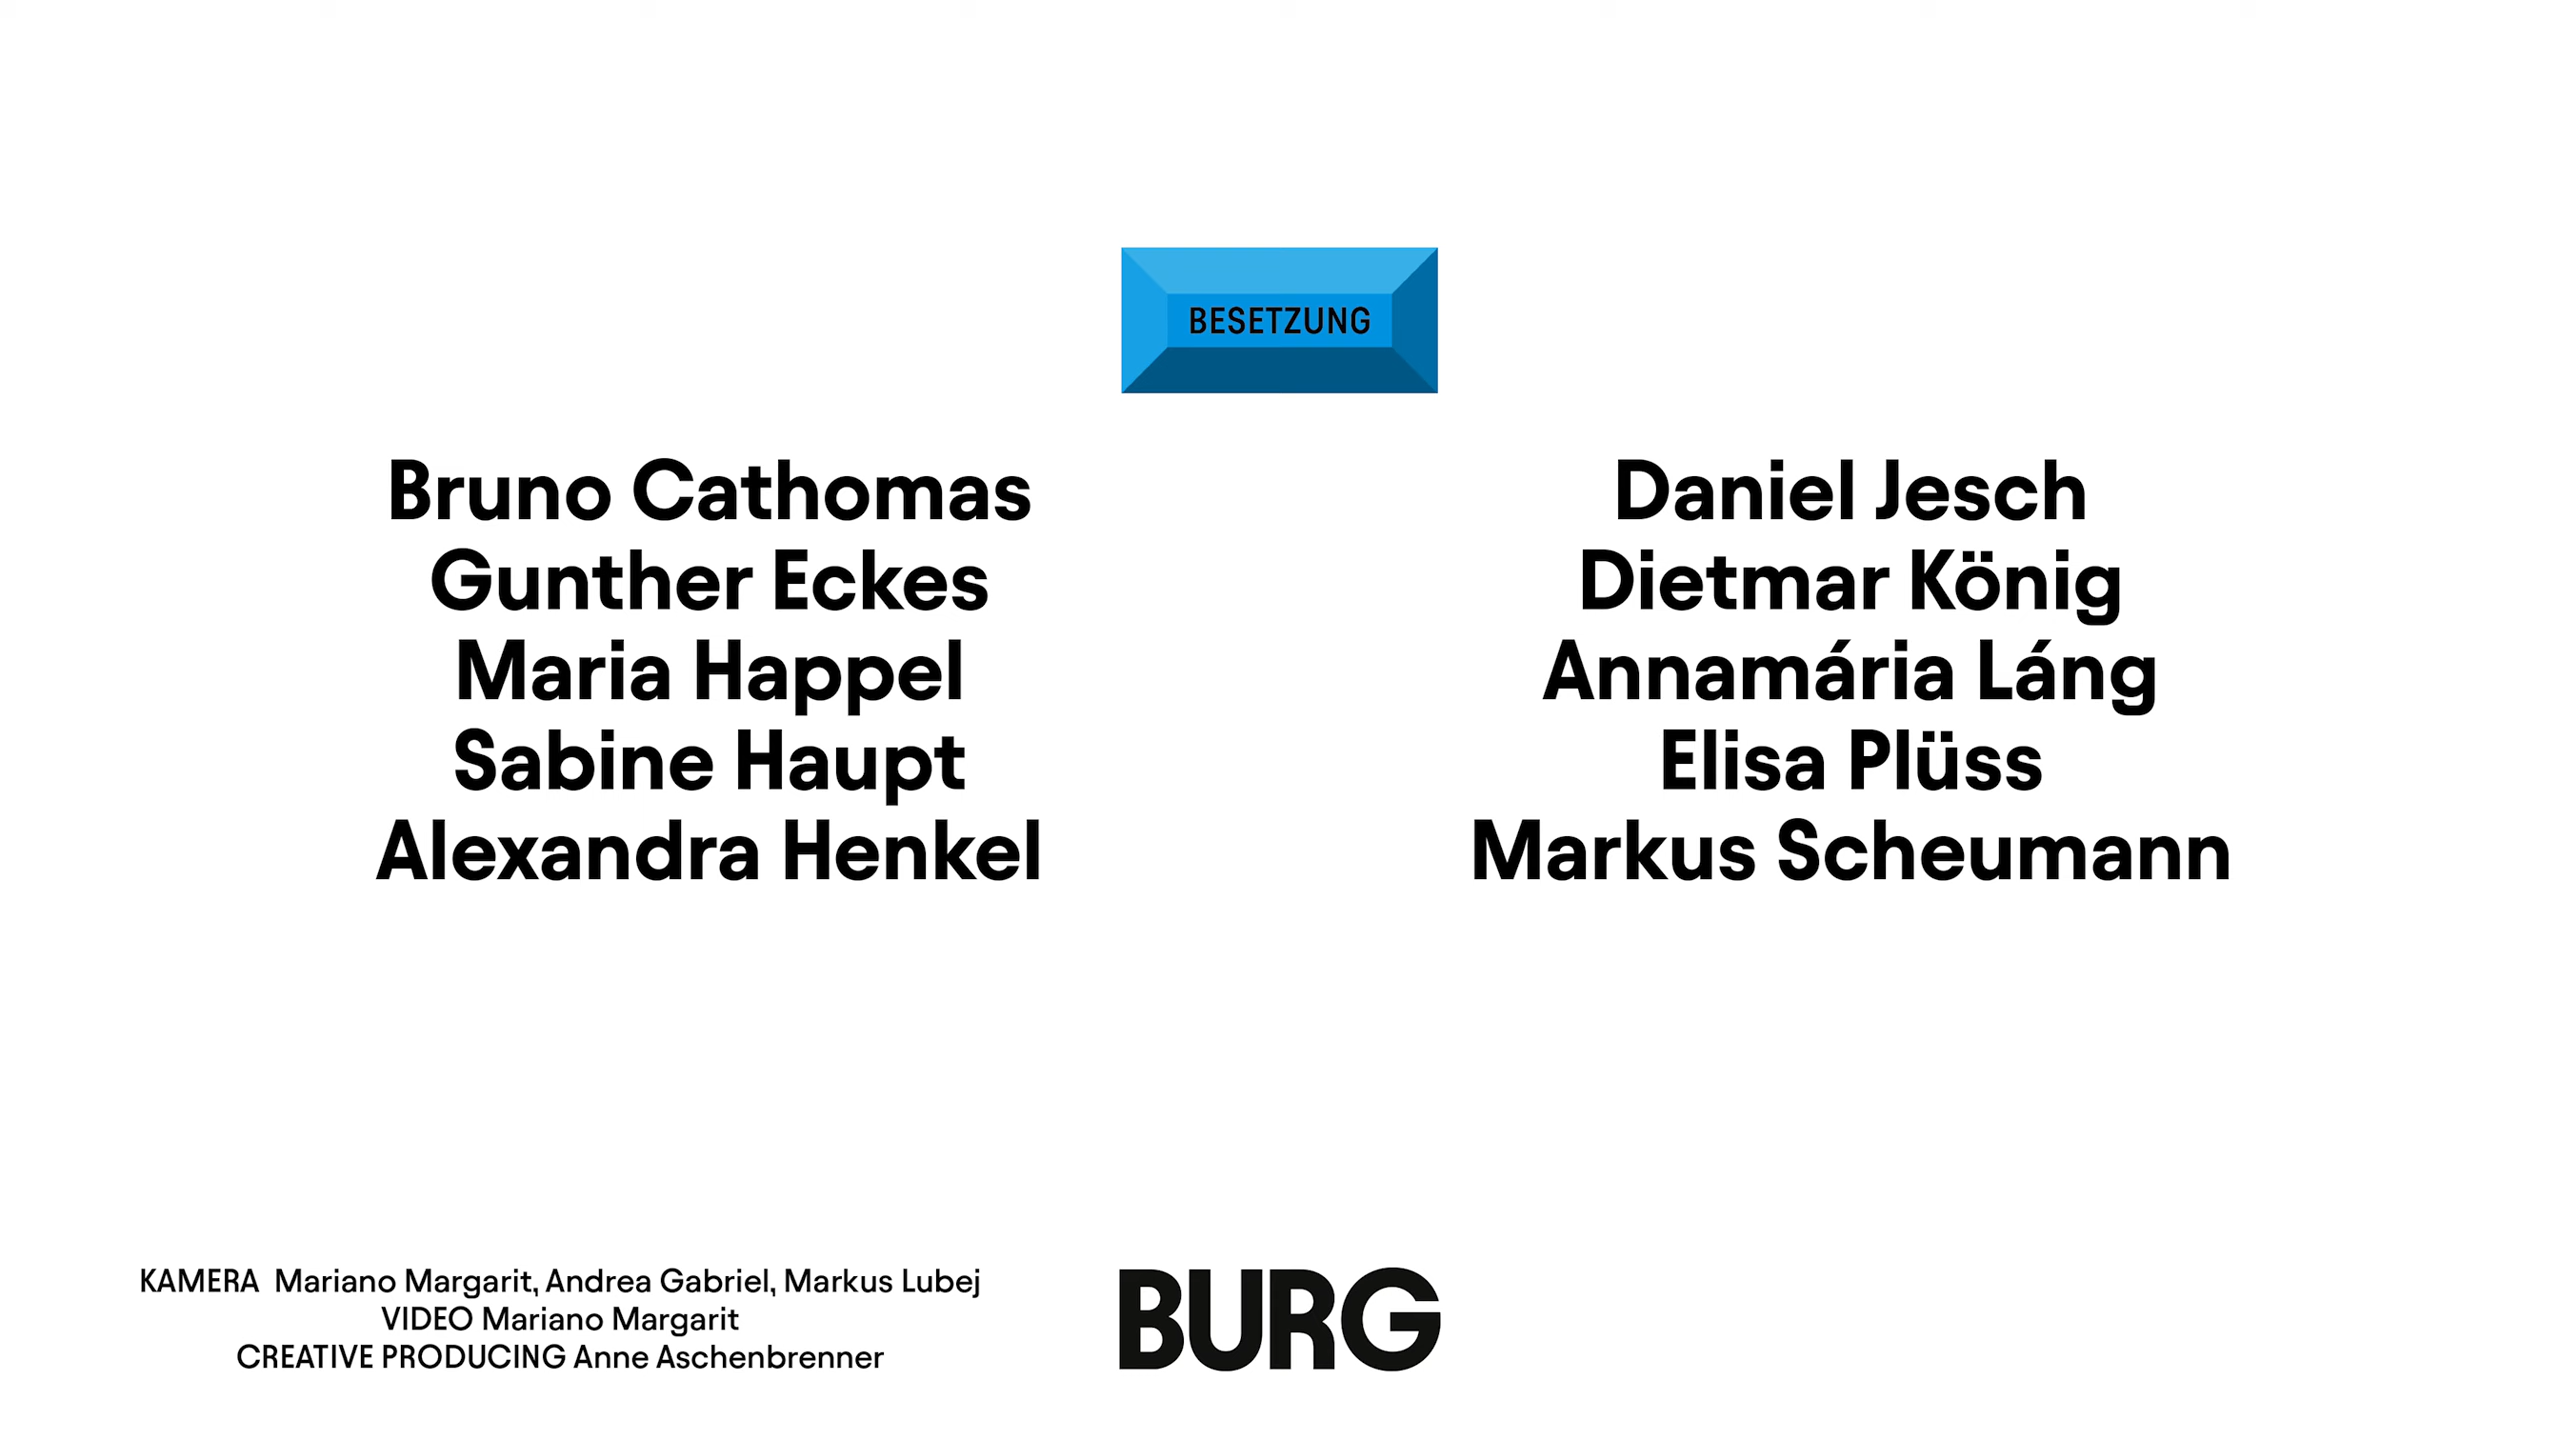 BESETZUNG
Bruno Cathomas
Gunther Eckes
Maria Happel
Sabine Haupt
Alexandra Henkel
Daniel Jesch
Dietmar König
Annamária Láng
Elisa Plüss
Markus Scheumann
KAMERA Mariano Margarit, Andrea Gabriel, Markus Lubej
VIDEO Mariano Margarit
CREATIVE PRODUCING Anne Aschenbrenner
BURG